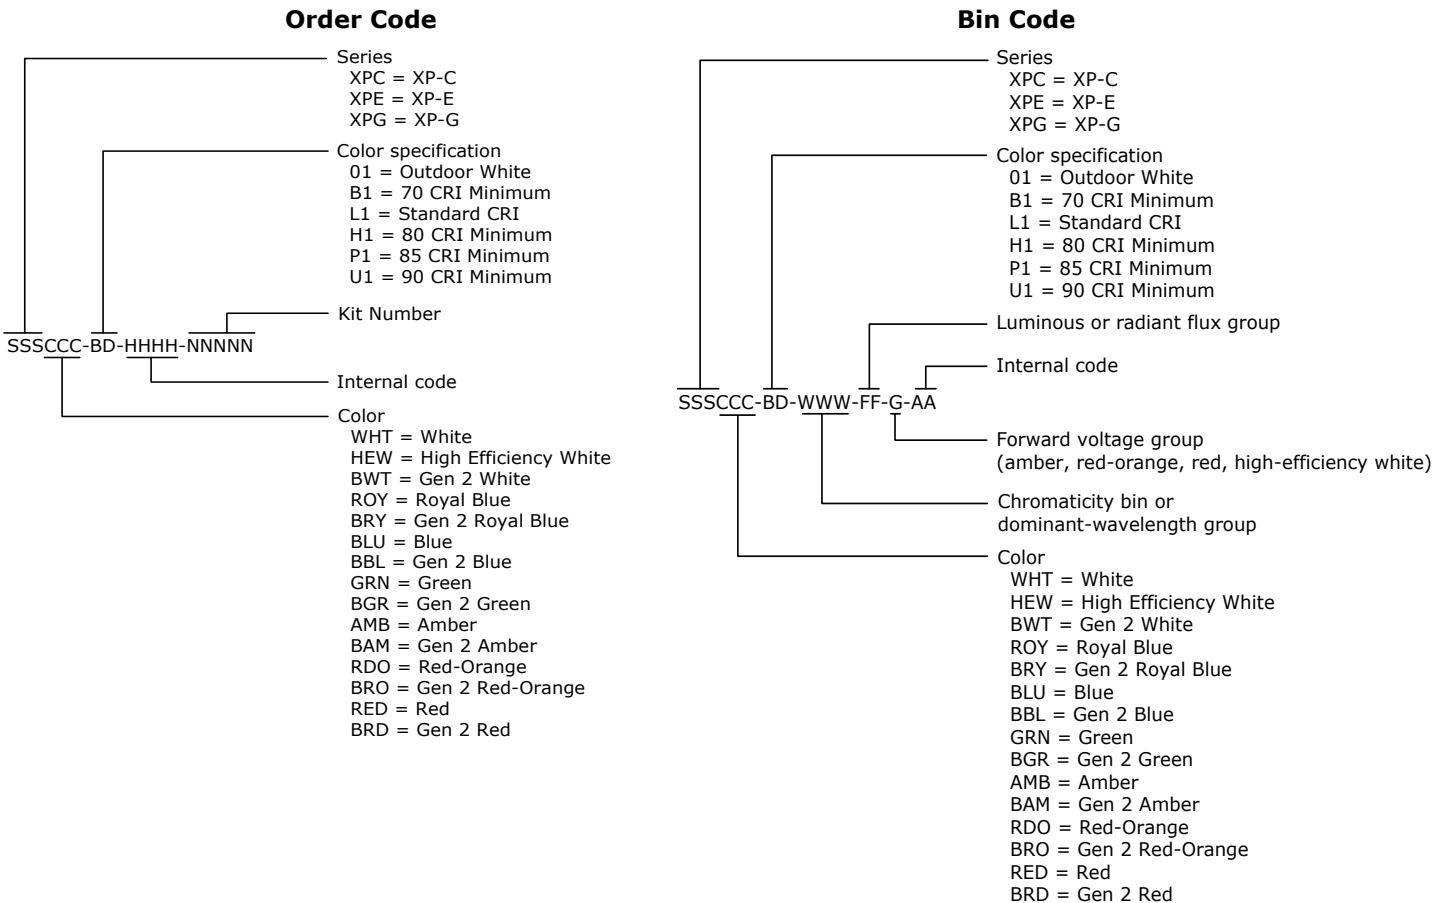 Order Code
Series
XPC = XP-C
XPE = XP-E
XPG = XP-G
Color specification
01 = Outdoor White
B1 = 70 CRI Minimum
L1 = Standard CRI
H1 = 80 CRI Minimum
P1 = 85 CRI Minimum
U1 = 90 CRI Minimum
Kit Number
SSSCCC-BD-HHHH-NNNNN
Internal code
Color
WHT = White
HEW = High Efficiency White
BWT = Gen 2 White
ROY = Royal Blue
BRY = Gen 2 Royal Blue
BLU = Blue
BBL = Gen 2 Blue
GRN = Green
BGR = Gen 2 Green
AMB = Amber
BAM = Gen 2 Amber
RDO = Red-Orange
BRO = Gen 2 Red-Orange
RED = Red
BRD = Gen 2 Red
Bin Code
Series
XPC = XP-C
XPE = XP-E
XPG = XP-G
Color specification
01 = Outdoor White
B1 = 70 CRI Minimum
L1 = Standard CRI
H1 = 80 CRI Minimum
P1 = 85 CRI Minimum
U1 = 90 CRI Minimum
Luminous or radiant flux group
Internal code
SSSCCC-BD-WWW-FF-G-AA
Forward voltage group
(amber, red-orange, red, high-efficiency white)
Chromaticity bin or
dominant-wavelength group
Color
WHT = White
HEW = High Efficiency White
BWT = Gen 2 White
ROY = Royal Blue
BRY = Gen 2 Royal Blue
BLU = Blue
BBL = Gen 2 Blue
GRN = Green
BGR = Gen 2 Green
AMB = Amber
BAM = Gen 2 Amber
RDO = Red-Orange
BRO = Gen 2 Red-Orange
RED = Red
BRD = Gen 2 Red